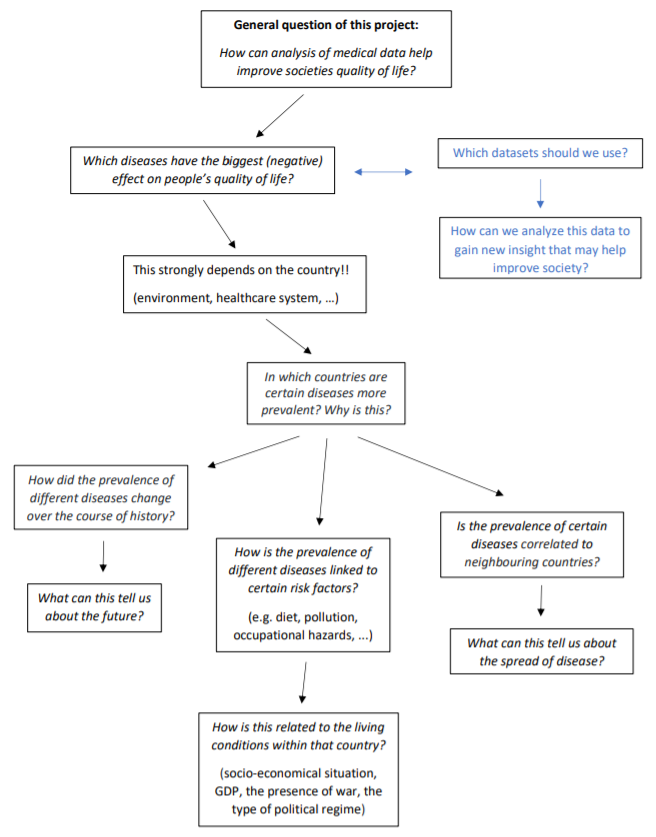 General question of this project:
How can analysis of medical data help
improve societies quality of life?
Which diseases have the biggest (negative)
effect on people's quality of life?
Which datasets should we use?
How can we analyze this data to
gain new insight that may help
improve society?
This strongly depends on the country!!
(environment, healthcare system, …)
In which countries are
certain diseases more
prevalent? Why is this?
How did the prevalence of
different diseases change
over the course of history?
What can this tell us
about the future?
How is the prevalence of
different diseases linked to
certain risk factors?
(e.g. diet, pollution,
occupational hazards, ...)
How is this related to the living
conditions within that country?
(socio-economical situation,
GDP, the presence of war, the
type of political regime)
Is the prevalence of certain
diseases correlated to
neighbouring countries?
What can this tell us about
the spread of disease?